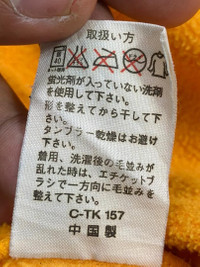 取扱い方
40
蛍光剤が入っていない洗剤
を使用して下さい。
形を整えてから干して下
さい。
タンブラー乾燥はお避け
下さい。
着用、洗濯後の毛並みが
乱れた時は、エチケットブ
ラシで一方向に毛並みを
整えて下さい。
C-TK 157
中国製